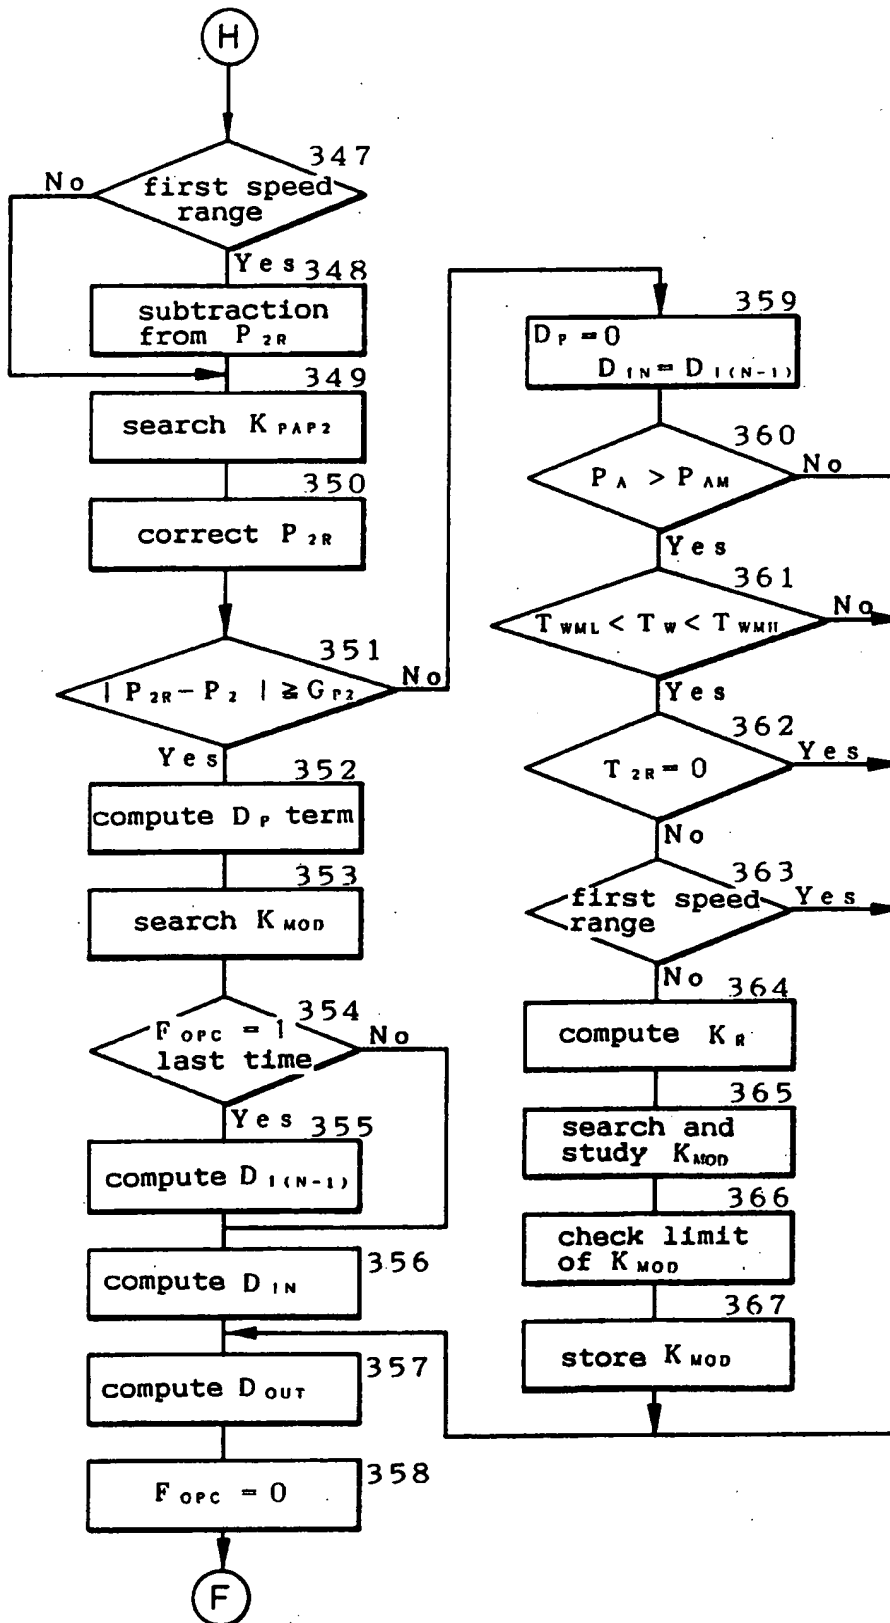 H
347
No
first speed
range
Yes
348
subtraction
from P2R
349
search KPAP2
350
correct P2R
351
| P2R − P2 | ≧ GP2
No
Yes
352
compute DP term
353
search KMOD
354
FOPC = 1
last time
No
Yes
355
compute DI(N-1)
compute DIN
356
compute DOUT
357
FOPC = 0
358
F
359
DP = 0
DIN = DI(N-1)
360
PA > PAM
No
Yes
361
TWML < TW < TWMH
No
Yes
362
T2R = 0
Yes
No
363
first speed
range
Yes
No
364
compute KR
365
search and
study KMOD
366
check limit
of KMOD
367
store KMOD